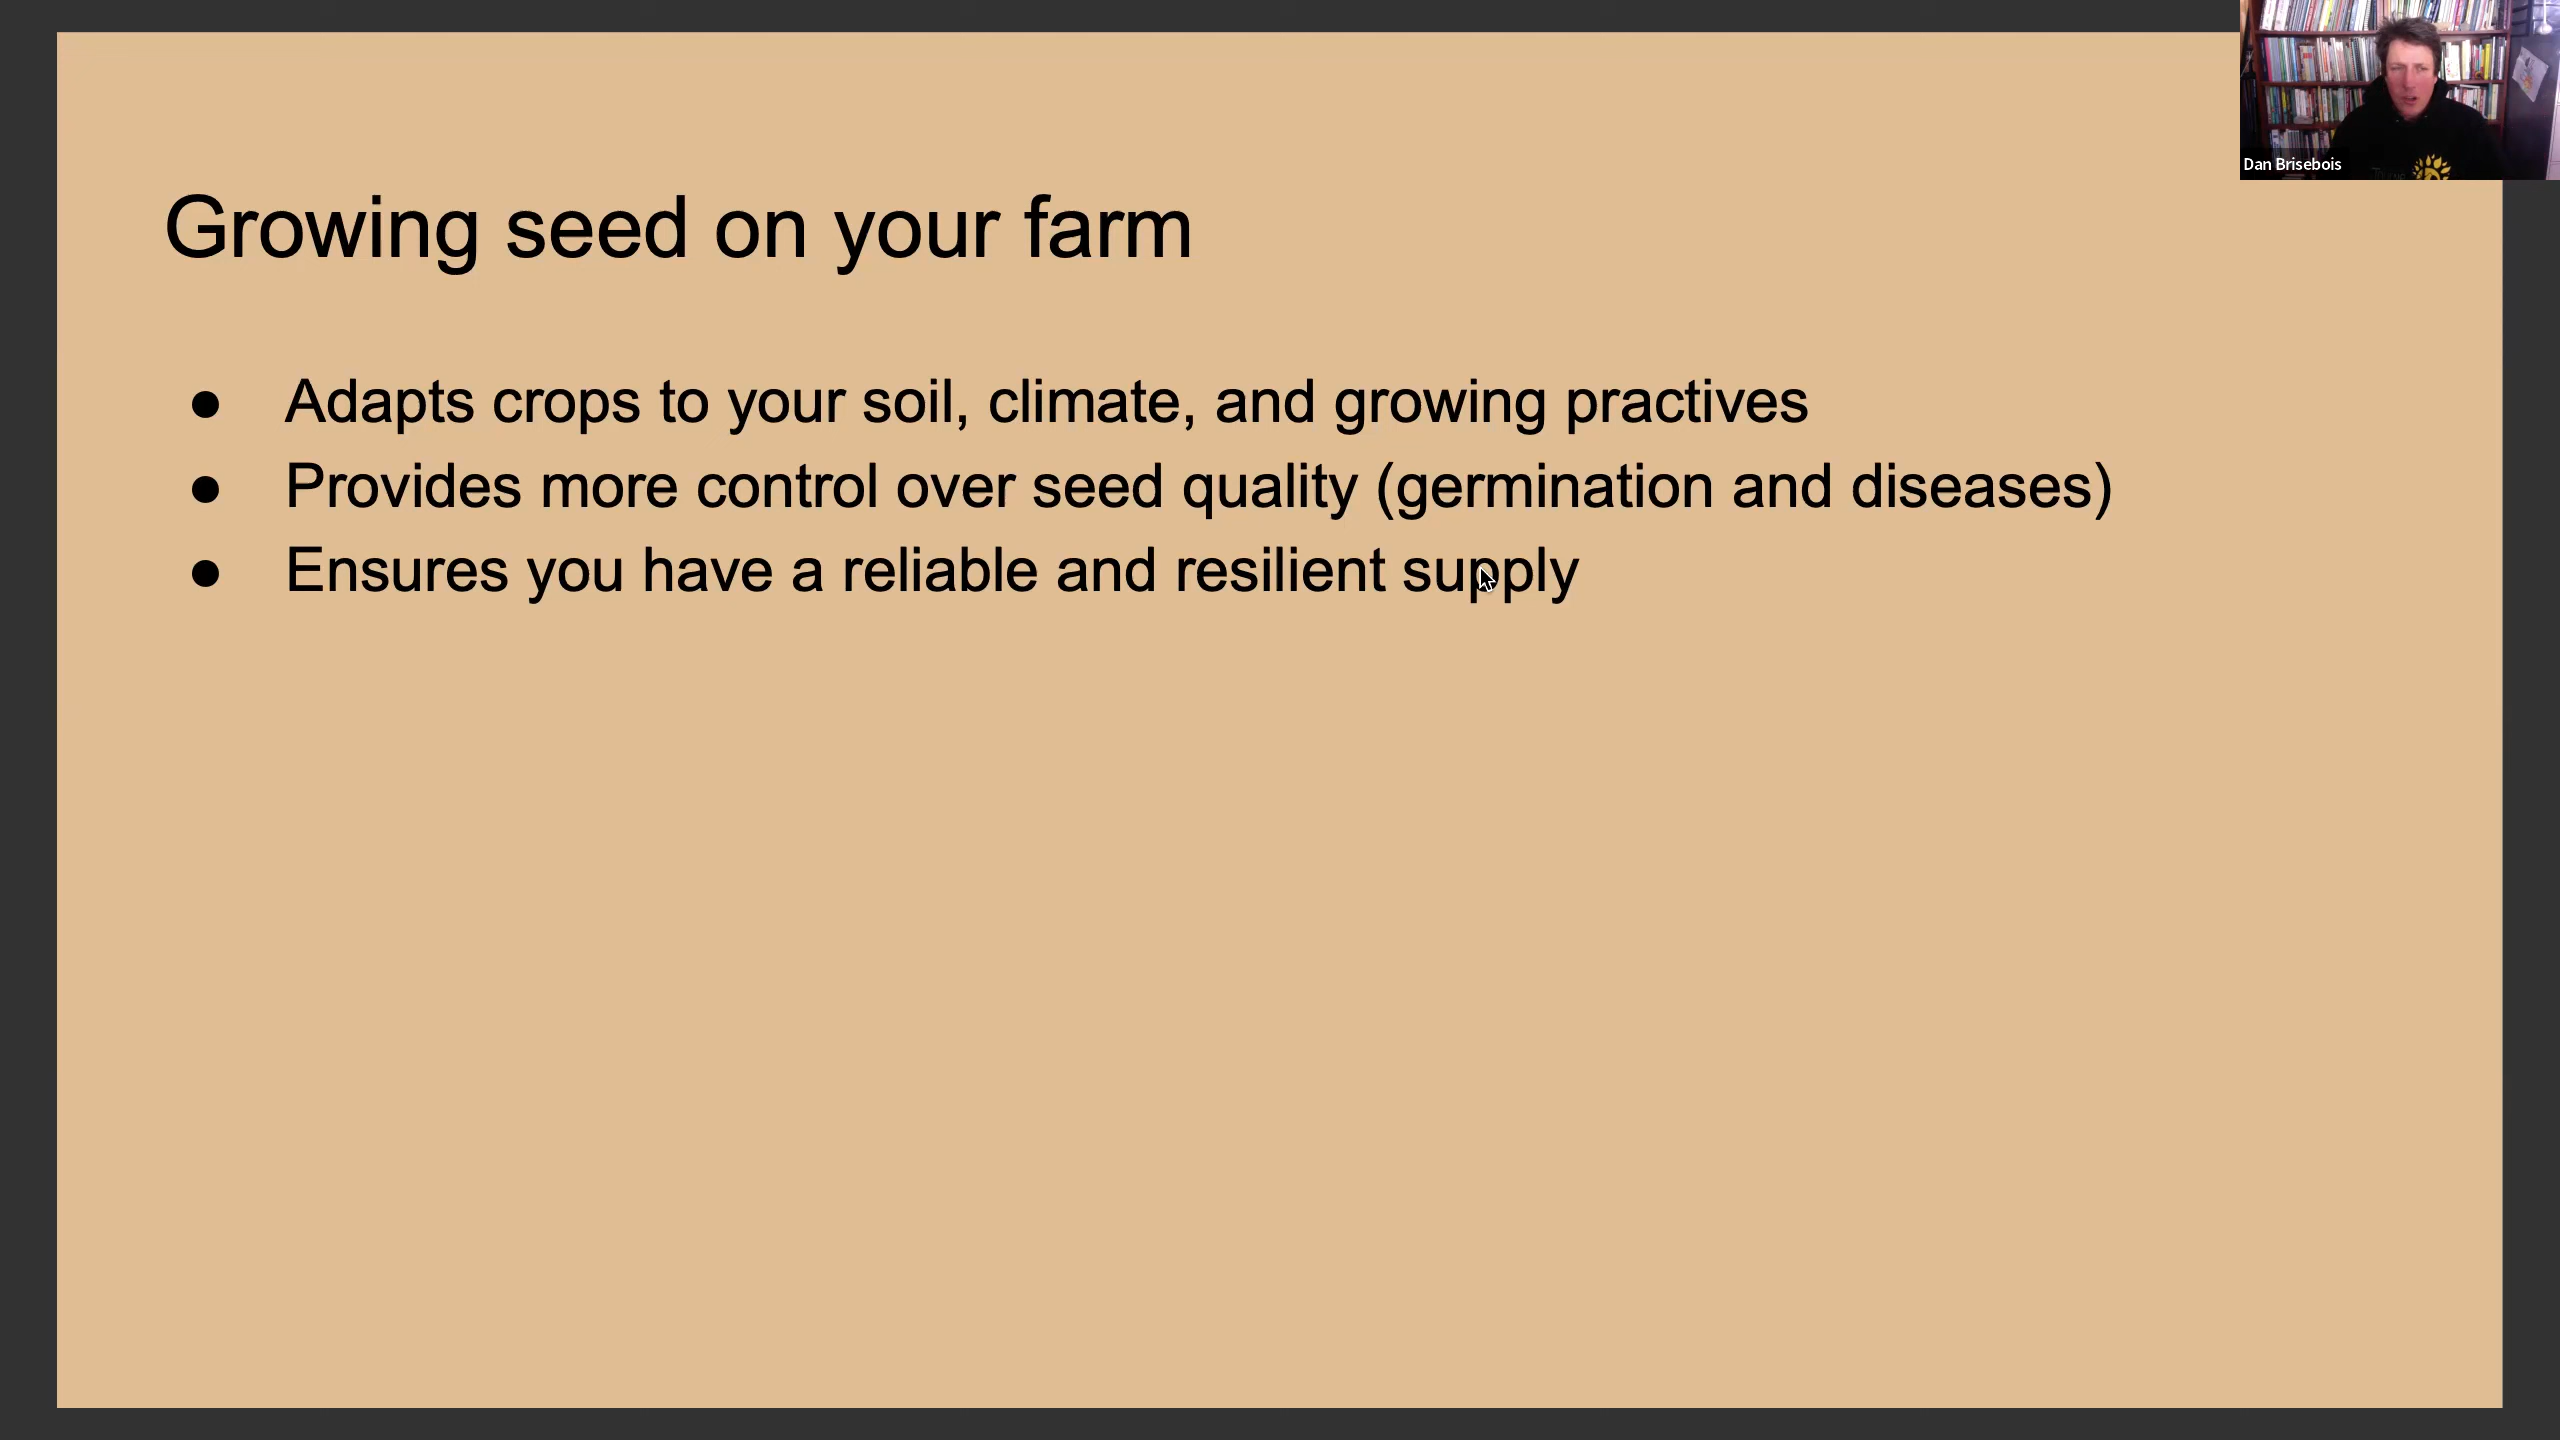 Growing seed on your farm
● Adapts crops to your soil, climate, and growing practives
● Provides more control over seed quality (germination and diseases)
● Ensures you have a reliable and resilient supply
Dan Brisebois